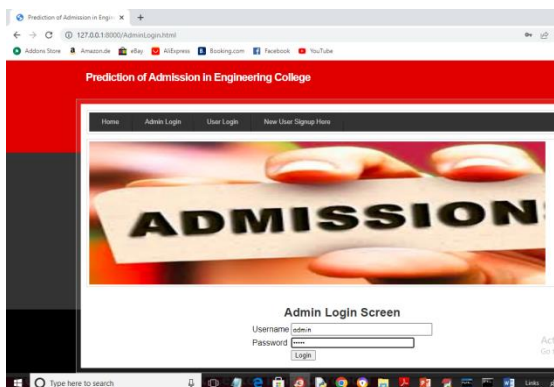 Prediction of Admission in Engin
127.0.0.1:8000/AdminLogin.html
Addons Store Amazon.de eBay AliExpress Booking.com Facebook YouTube
Prediction of Admission in Engineering College
Home Admin Login User Login New User Signup Here
ADMISSION
Admin Login Screen
Username admin
Password •••••
Login
Type here to search
Links